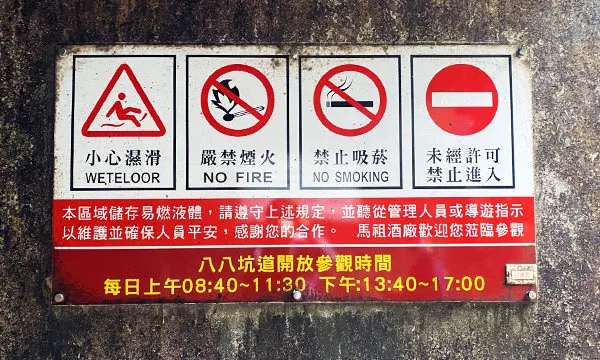 小心濕滑
WETELOOR
嚴禁煙火
NO FIRE
禁止吸菸
NO SMOKING
未經許可
禁止進入
本區域儲存易燃液體，請遵守上述規定，並聽從管理人員或導遊指示
以維護並確保人員平安，感謝您的合作。 馬祖酒廠歡迎您蒞臨參觀
八八坑道開放參觀時間
每日上午08:40~11:30 下午:13:40~17:00